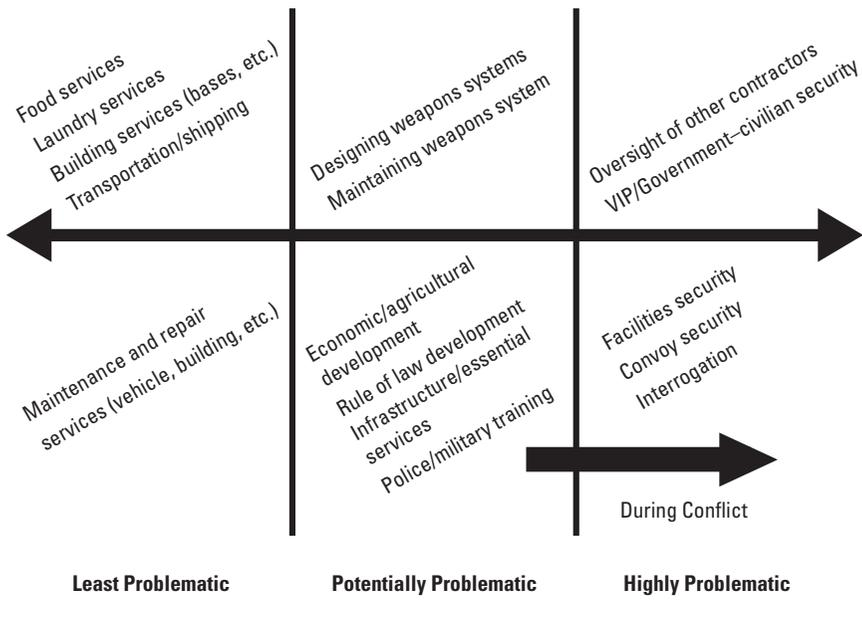 Food services
Laundry services
Building services (bases, etc.)
Transportation/shipping
Designing weapons systems
Maintaining weapons system
Oversight of other contractors
VIP/Government–civilian security
Maintenance and repair
services (vehicle, building, etc.)
Economic/agricultural
development
Rule of law development
Infrastructure/essential
services
Police/military training
Facilities security
Convoy security
Interrogation
During Conflict
Least Problematic
Potentially Problematic
Highly Problematic